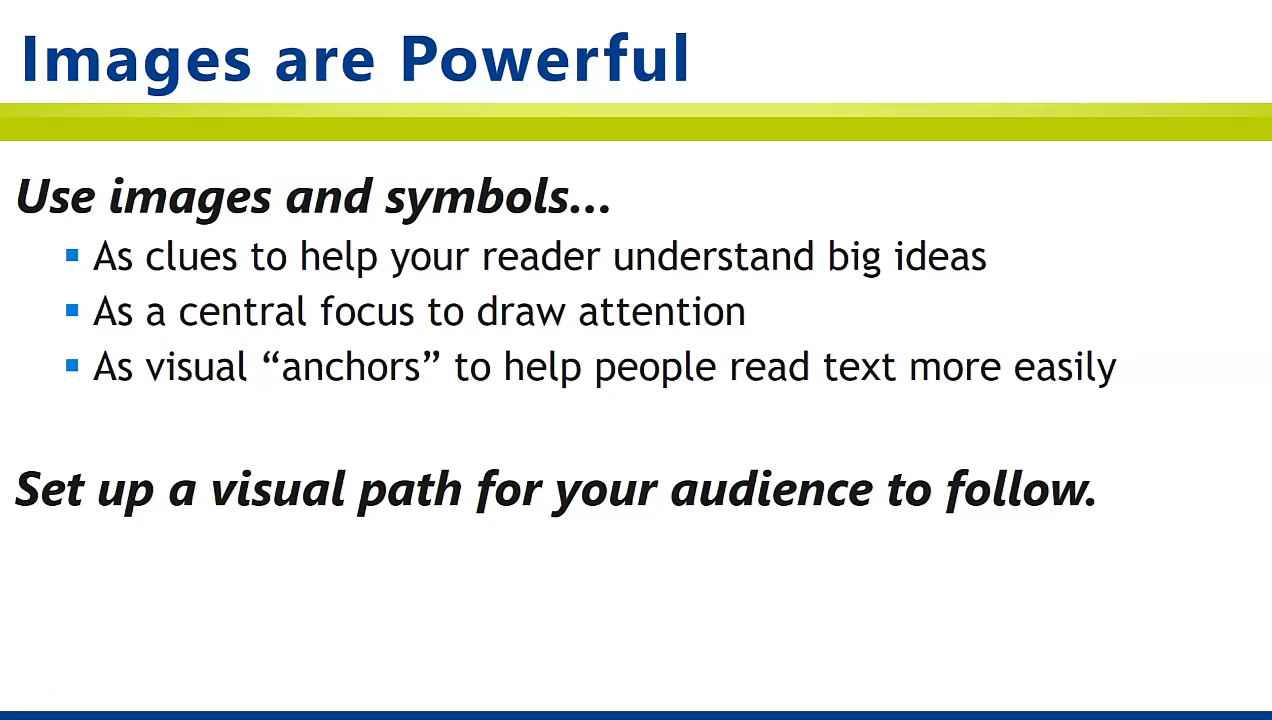 Images are Powerful
Use images and symbols...
As clues to help your reader understand big ideas
As a central focus to draw attention
As visual “anchors” to help people read text more easily
Set up a visual path for your audience to follow.